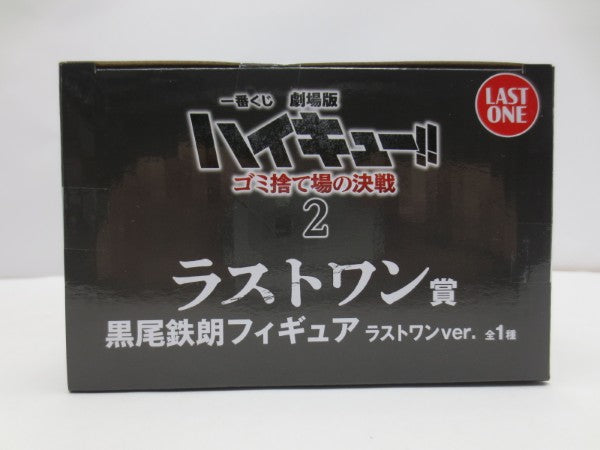 一番くじ 劇場版
ハイキュー!!
ゴミ捨て場の決戦
2
LAST
ONE
ラストワン賞
黒尾鉄朗フィギュア ラストワンver. 全1種